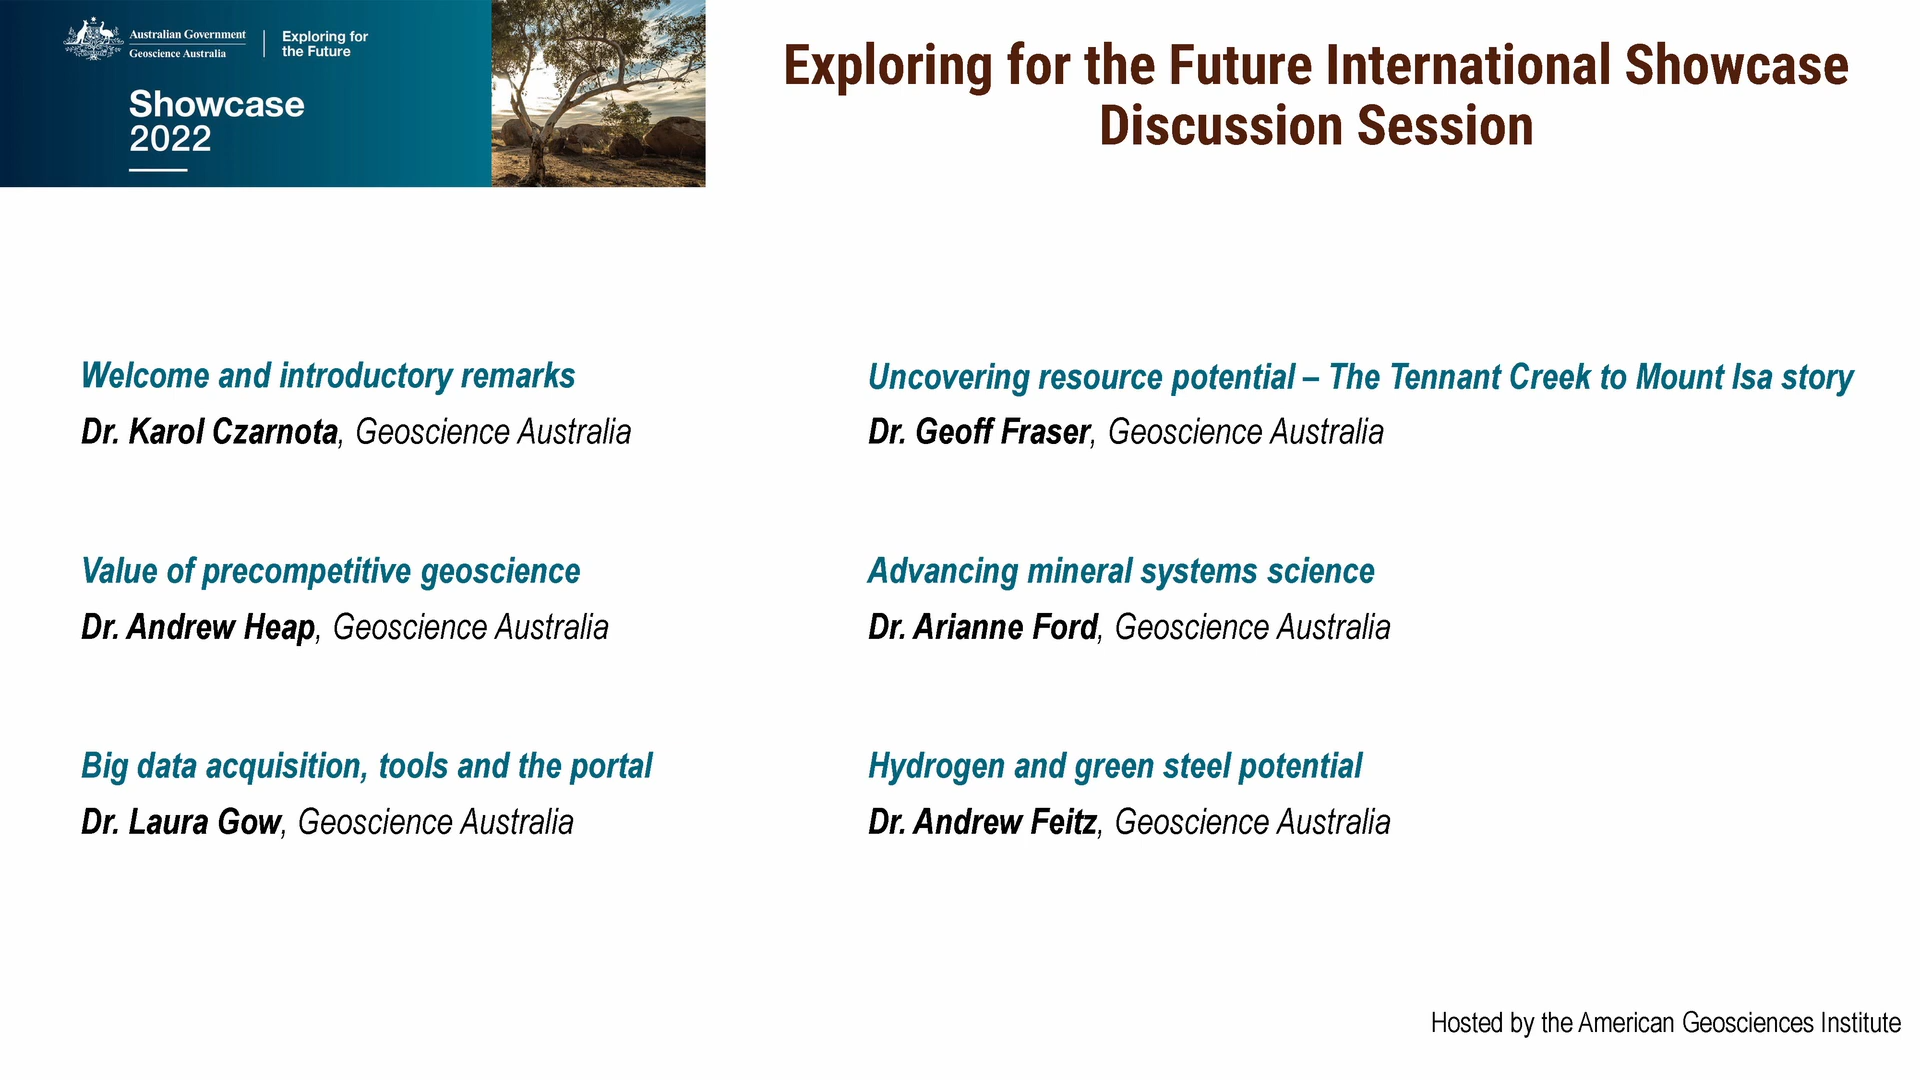 Australian Government
Geoscience Australia
Exploring for
the Future
Showcase
2022
Exploring for the Future International Showcase
Discussion Session
Welcome and introductory remarks
Dr. Karol Czarnota, Geoscience Australia
Value of precompetitive geoscience
Dr. Andrew Heap, Geoscience Australia
Big data acquisition, tools and the portal
Dr. Laura Gow, Geoscience Australia
Uncovering resource potential – The Tennant Creek to Mount Isa story
Dr. Geoff Fraser, Geoscience Australia
Advancing mineral systems science
Dr. Arianne Ford, Geoscience Australia
Hydrogen and green steel potential
Dr. Andrew Feitz, Geoscience Australia
Hosted by the American Geosciences Institute